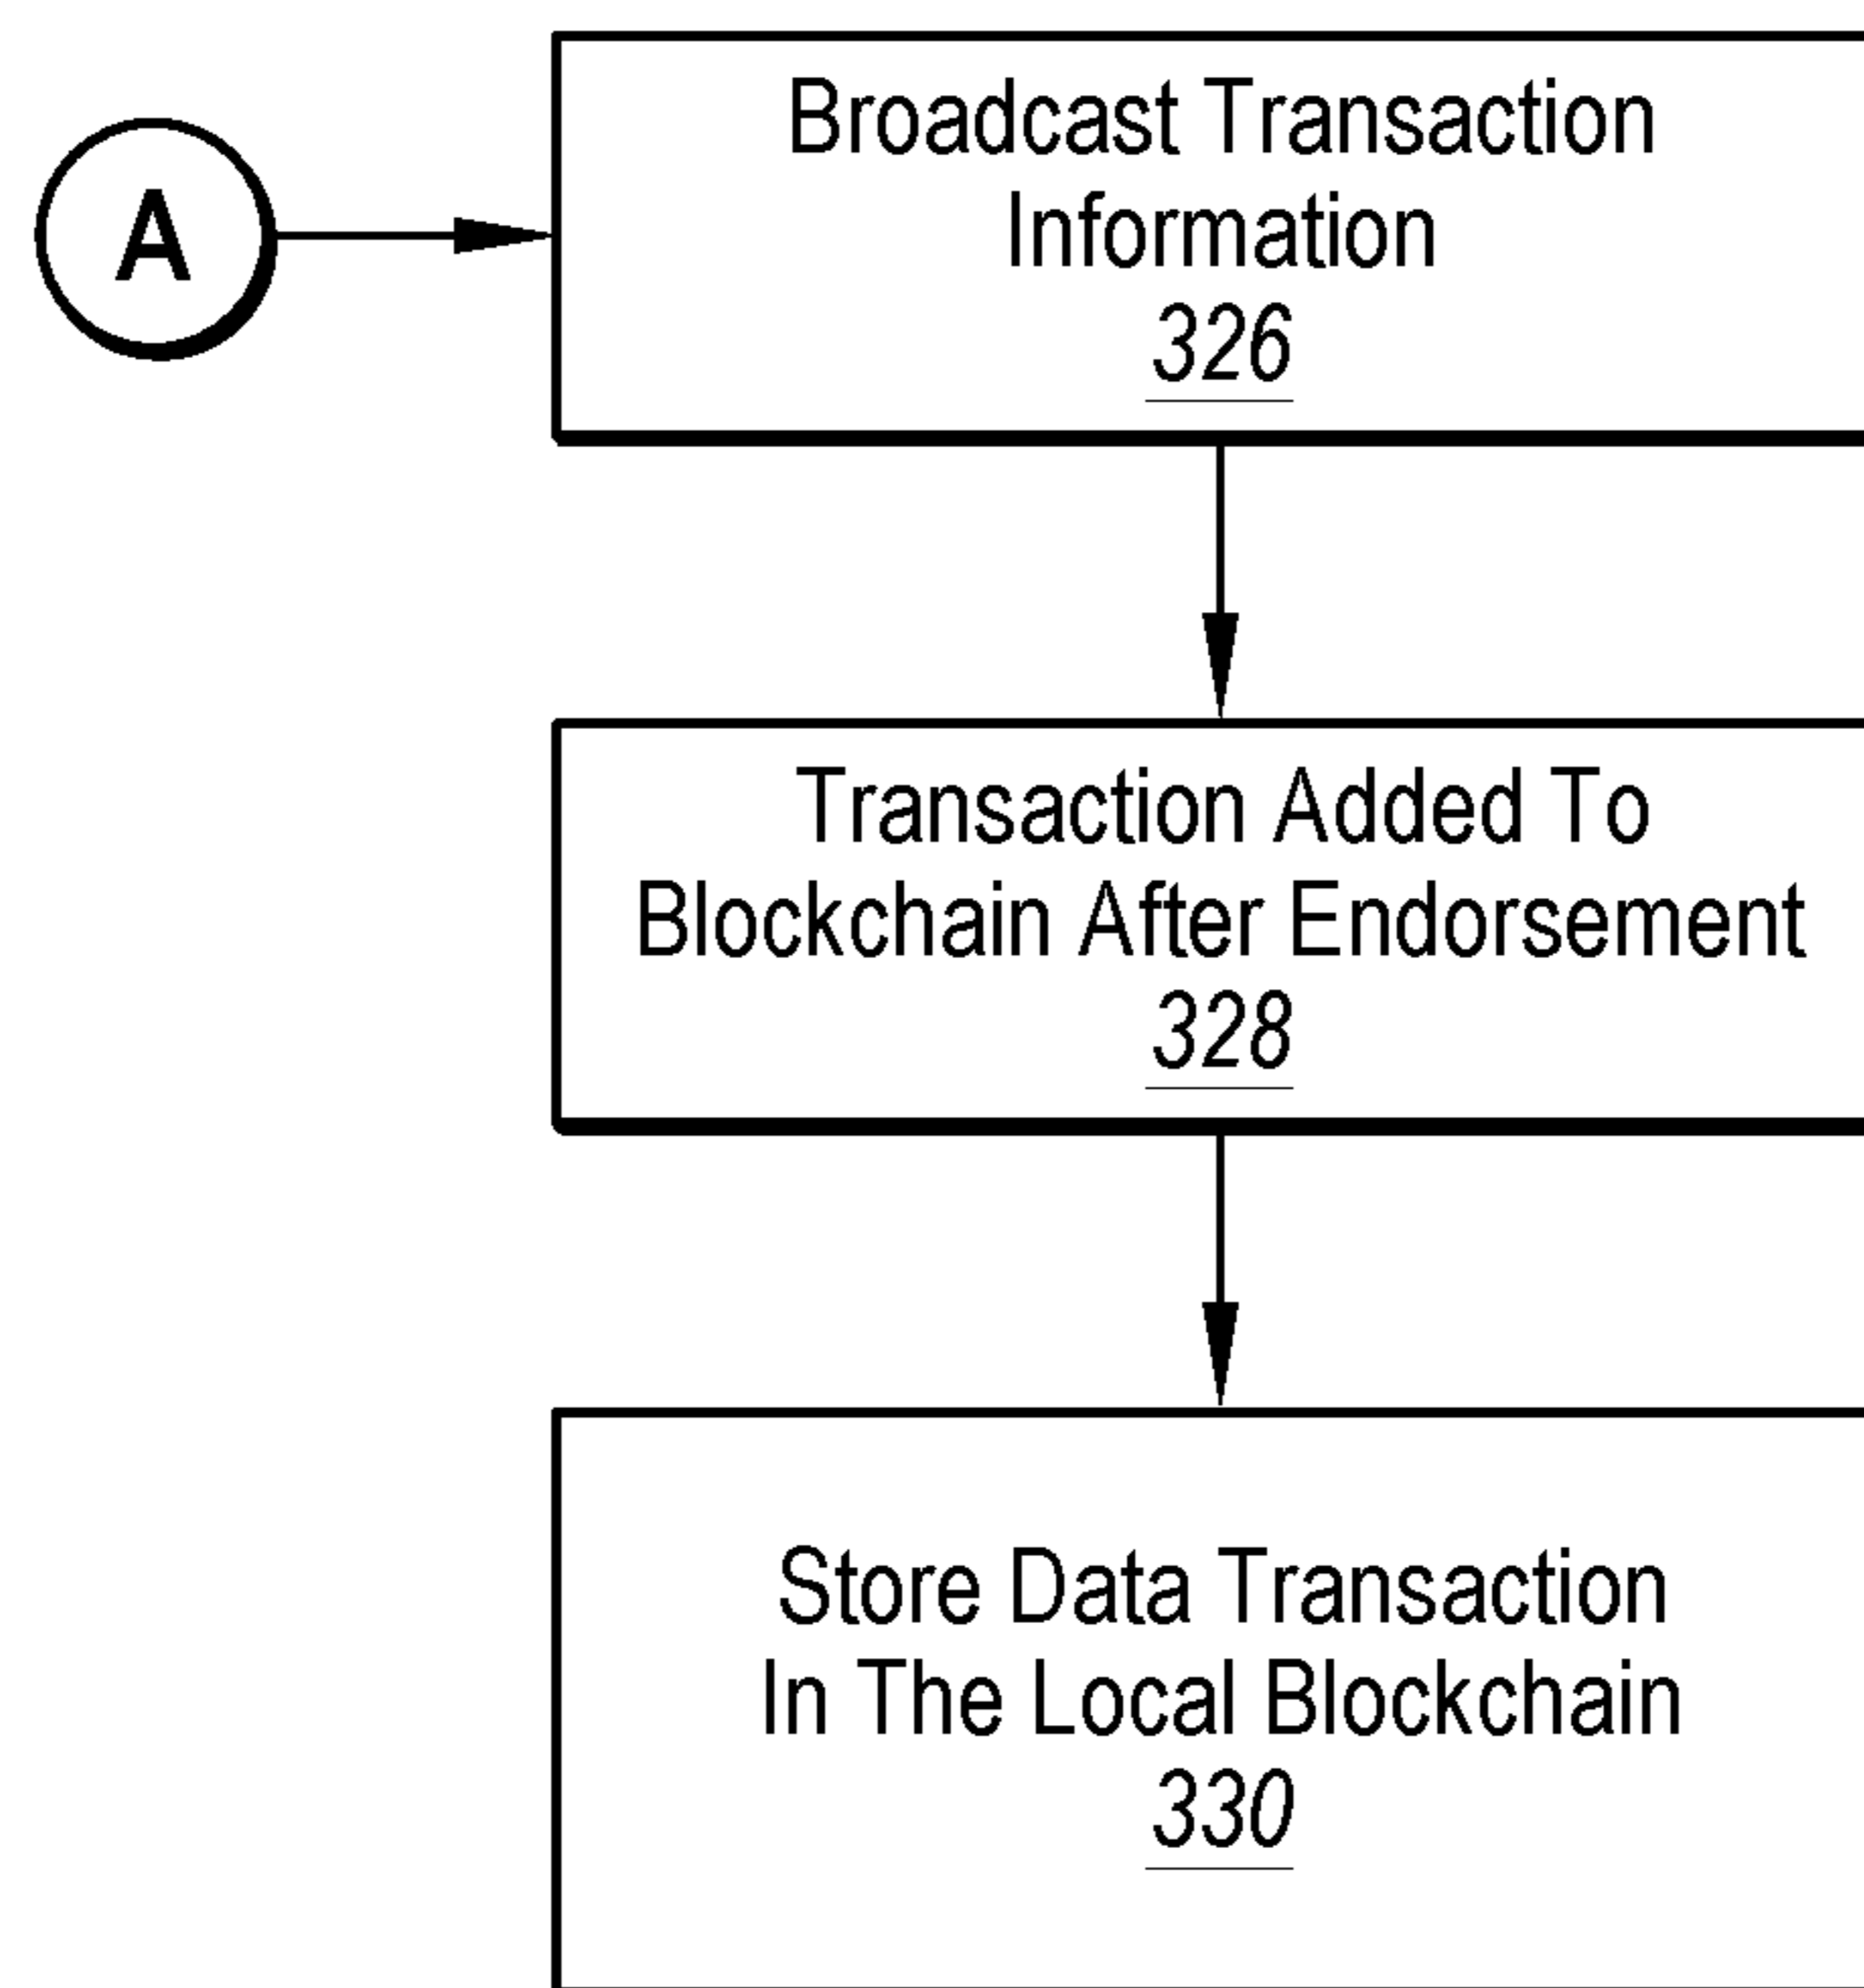 A
Broadcast Transaction
Information
326
Transaction Added To
Blockchain After Endorsement
328
Store Data Transaction
In The Local Blockchain
330